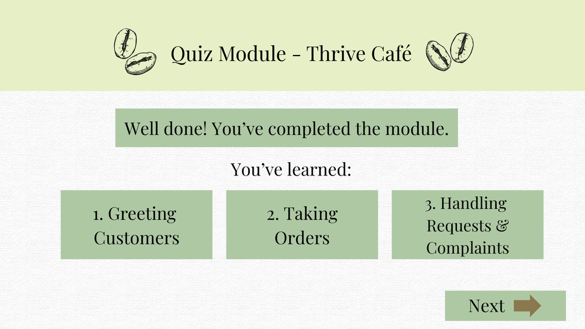 Quiz Module - Thrive Café
Well done! You've completed the module.
You've learned:
1. Greeting
Customers
2. Taking
Orders
3. Handling
Requests &
Complaints
Next